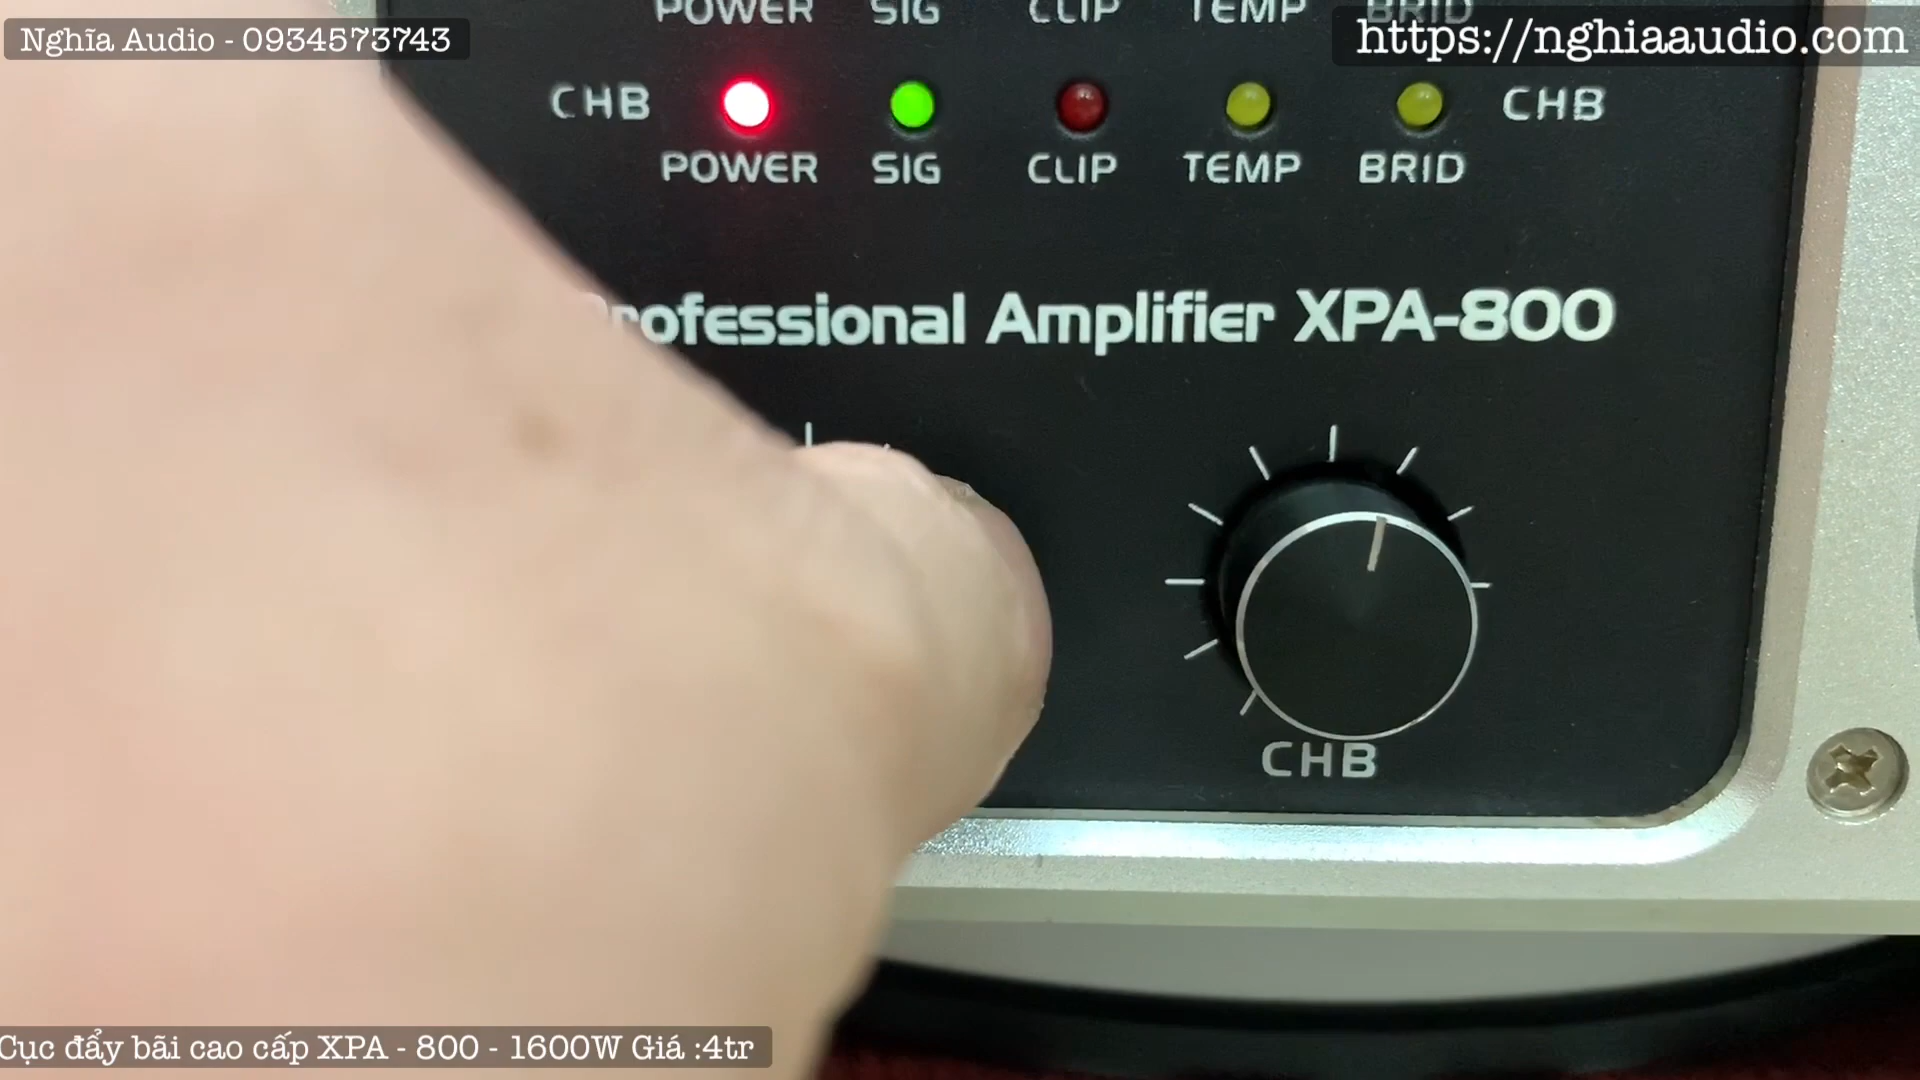 POWER SIG CLIP TEMP BRID
Nghĩa Audio - 0934573743
https://nghiaaudio.com
CHB CHB
POWER SIG CLIP TEMP BRID
Professional Amplifier XPA-800
CHB
Cục đẩy bãi cao cấp XPA - 800 - 1600W Giá :4tr